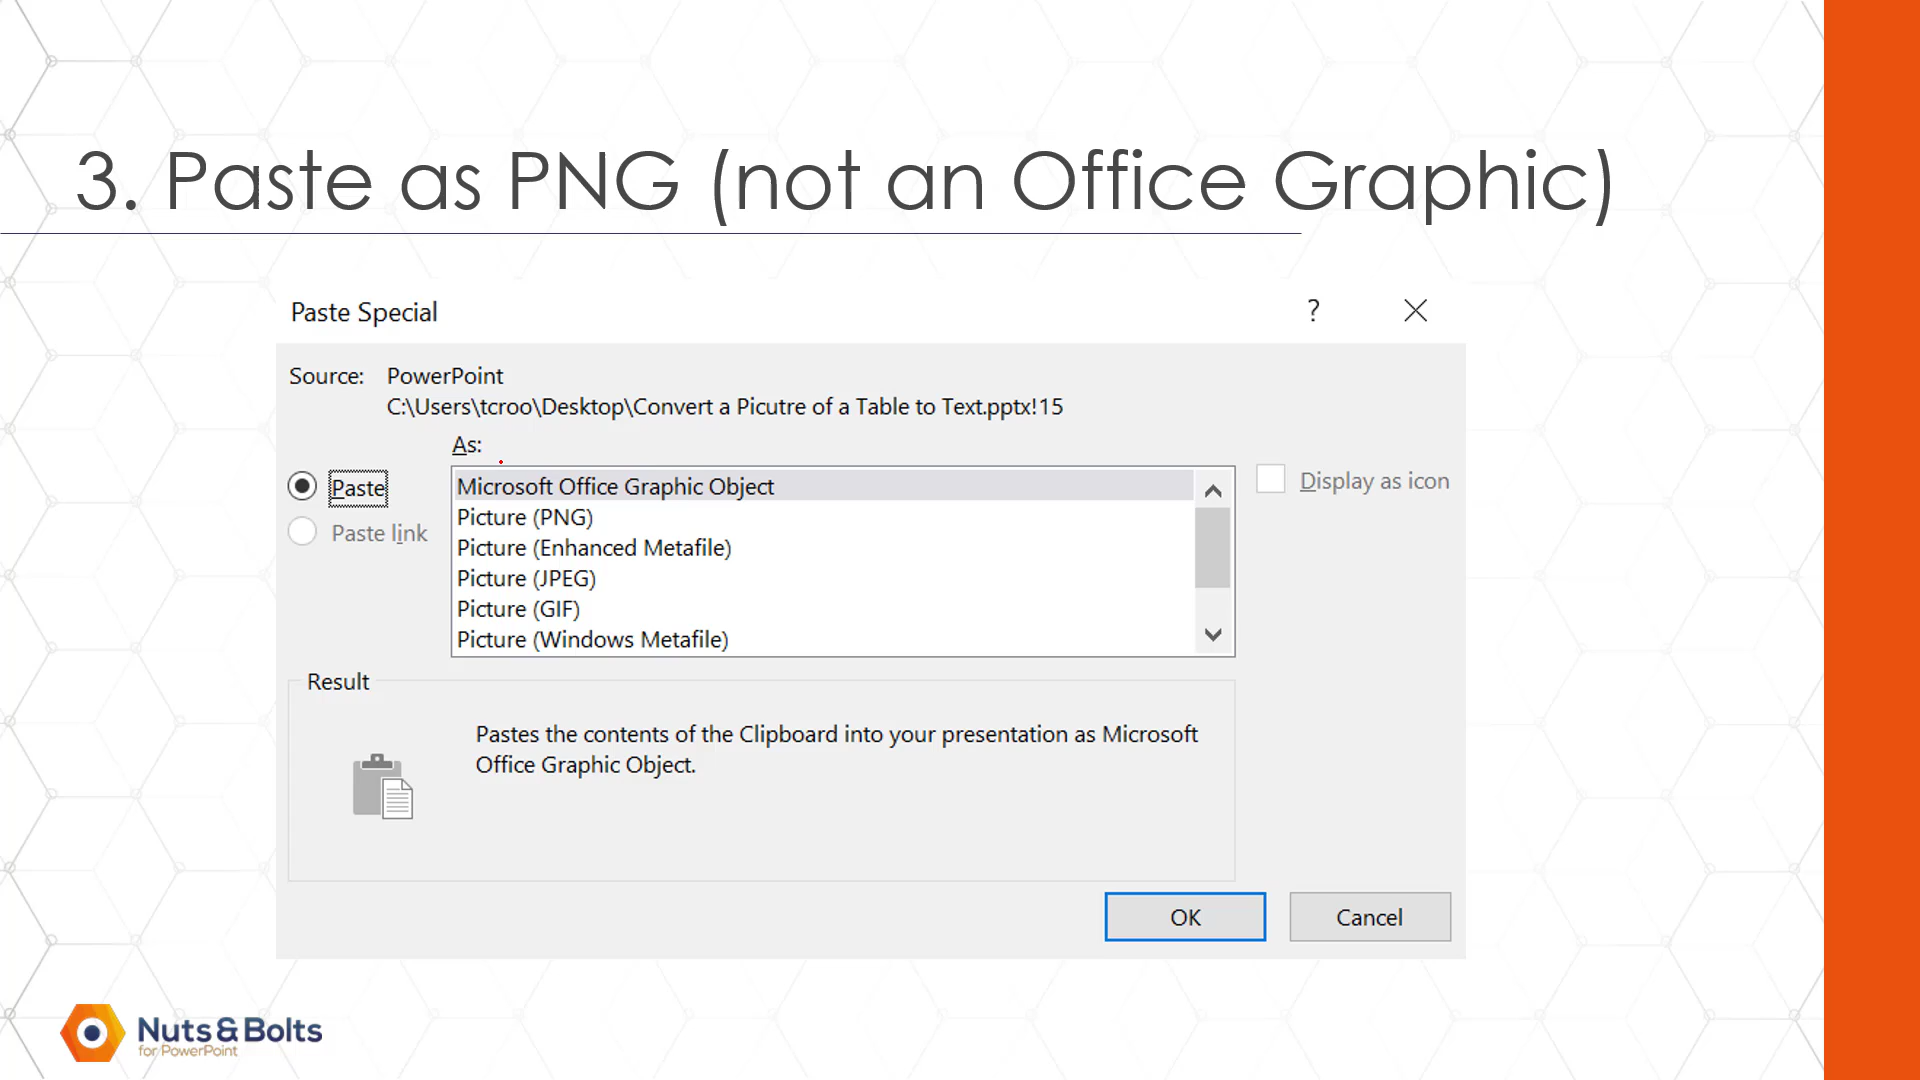 3. Paste as PNG (not an Office Graphic)
Paste Special
?
Source: PowerPoint
C:\Users\tcroo\Desktop\Convert a Picutre of a Table to Text.pptx!15
As:
Paste
Paste link
Microsoft Office Graphic Object
Picture (PNG)
Picture (Enhanced Metafile)
Picture (JPEG)
Picture (GIF)
Picture (Windows Metafile)
Display as icon
Result
Pastes the contents of the Clipboard into your presentation as Microsoft
Office Graphic Object.
OK
Cancel
Nuts&Bolts
for PowerPoint